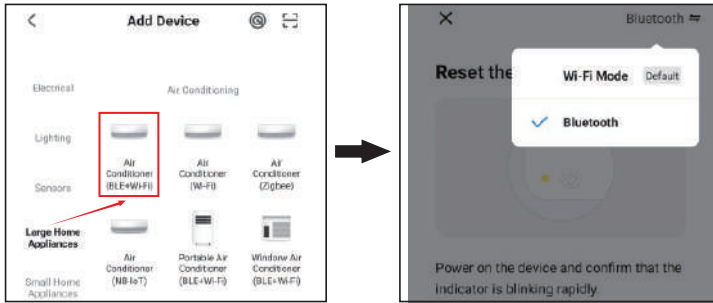 Add Device
Electrical
Air Conditioning
Lighting
Air
Conditioner
(BLE+Wi-Fi)
Air
Conditioner
(Wi-Fi)
Air
Conditioner
(Zigbee)
Sensors
Large Home
Appliances
Air
Conditioner
(NB-IoT)
Portable Air
Conditioner
(BLE+Wi-Fi)
Window Air
Conditioner
(BLE+Wi-Fi)
Small Home
Appliances
Bluetooth
Reset the
Wi-Fi Mode Default
Bluetooth
Power on the device and confirm that the
indicator is blinking rapidly.